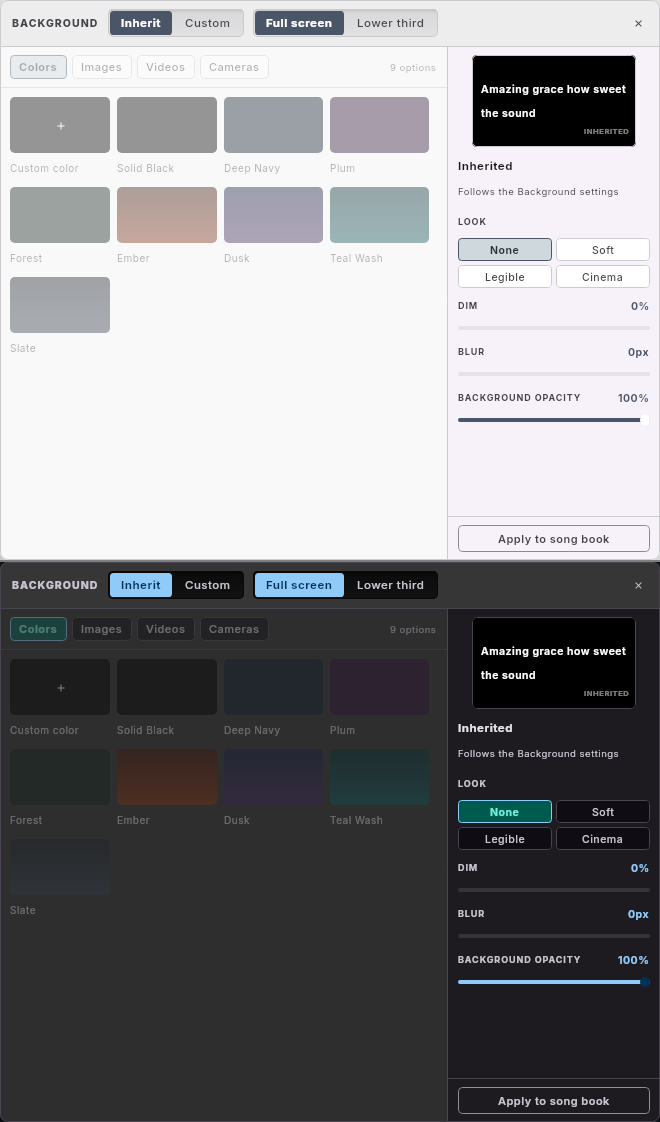 BACKGROUND Inherit Custom Full screen Lower third ×
Colors Images Videos Cameras 9 options
+
Custom color Solid Black Deep Navy Plum
Forest Ember Dusk Teal Wash
Slate
Amazing grace how sweet
the sound
INHERITED
Inherited
Follows the Background settings
LOOK
None Soft
Legible Cinema
DIM 0%
BLUR 0px
BACKGROUND OPACITY 100%
Apply to song book
BACKGROUND Inherit Custom Full screen Lower third ×
Colors Images Videos Cameras 9 options
+
Custom color Solid Black Deep Navy Plum
Forest Ember Dusk Teal Wash
Slate
Amazing grace how sweet
the sound
INHERITED
Inherited
Follows the Background settings
LOOK
None Soft
Legible Cinema
DIM 0%
BLUR 0px
BACKGROUND OPACITY 100%
Apply to song book